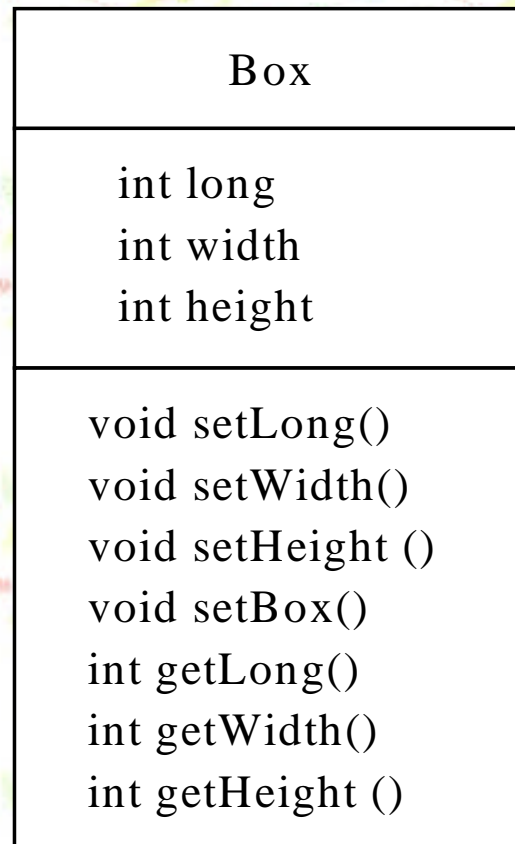 Box
int long
int width
int height
void setLong()
void setWidth()
void setHeight ()
void setBox()
int getLong()
int getWidth()
int getHeight ()